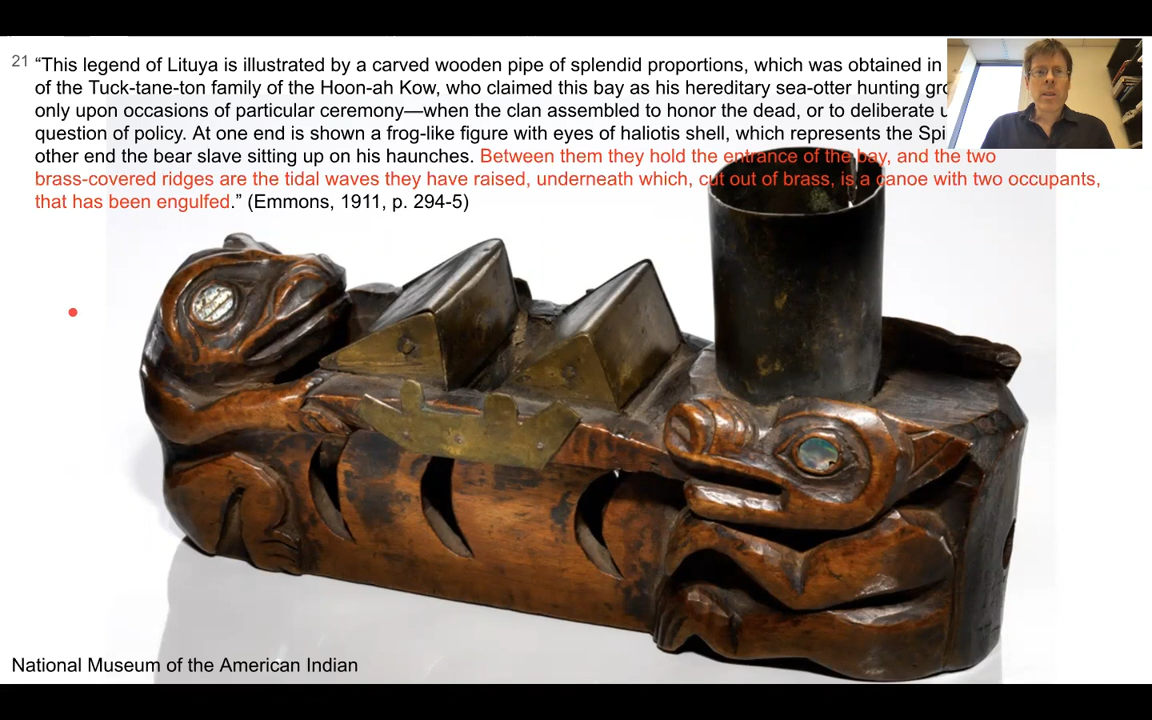 21 “This legend of Lituya is illustrated by a carved wooden pipe of splendid proportions, which was obtained in
of the Tuck-tane-ton family of the Hoon-ah Kow, who claimed this bay as his hereditary sea-otter hunting
only upon occasions of particular ceremony—when the clan assembled to honor the dead, or to deliberate
question of policy. At one end is shown a frog-like figure with eyes of haliotis shell, which represents the
other end the bear slave sitting up on his haunches. Between them they hold the entrance of the bay, and the two
brass-covered ridges are the tidal waves they have raised, underneath which, cut out of brass, is a canoe with two occupants,
that has been engulfed.” (Emmons, 1911, p. 294-5)
National Museum of the American Indian